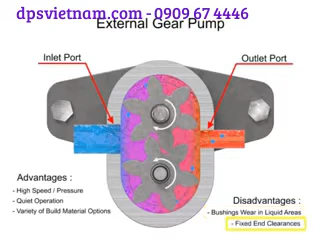 dpsvietnam.com - 0909 67 4446
External Gear Pump
Inlet Port
Outlet Port
Advantages :
- High Speed / Pressure
- Quiet Operation
- Variety of Build Material Options
Disadvantages :
- Bushings Wear in Liquid Areas
- Fixed End Clearances